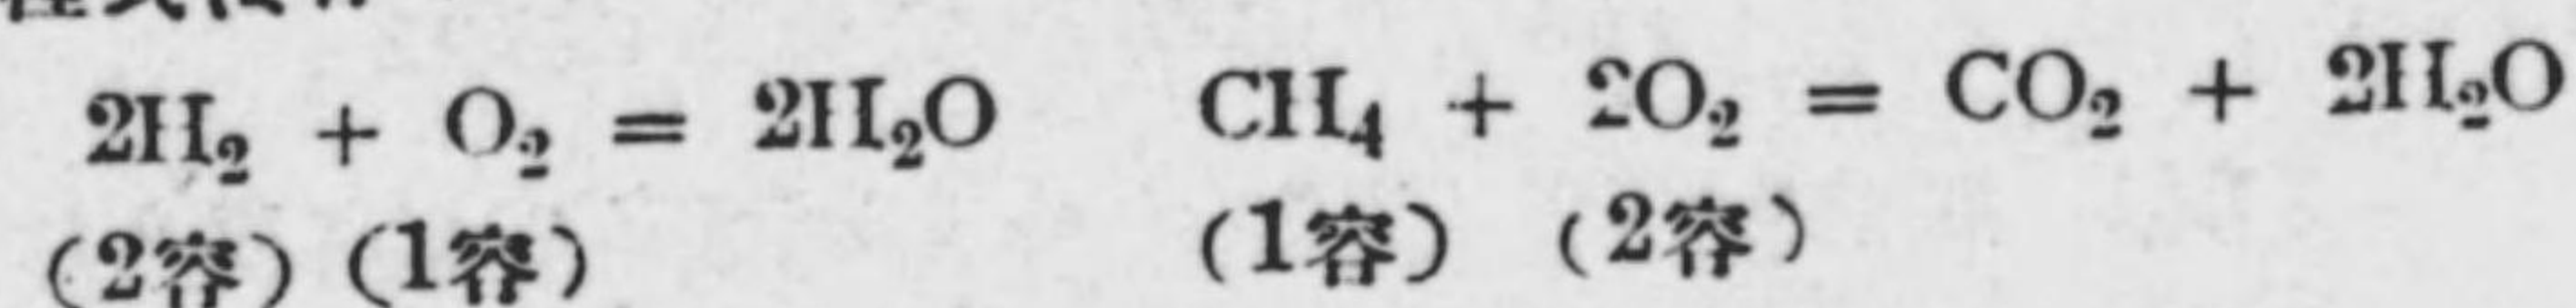 2H₂ + O₂ = 2H₂O CH₄ + 2O₂ = CO₂ + 2H₂O
(2容) (1容) (1容) (2容)